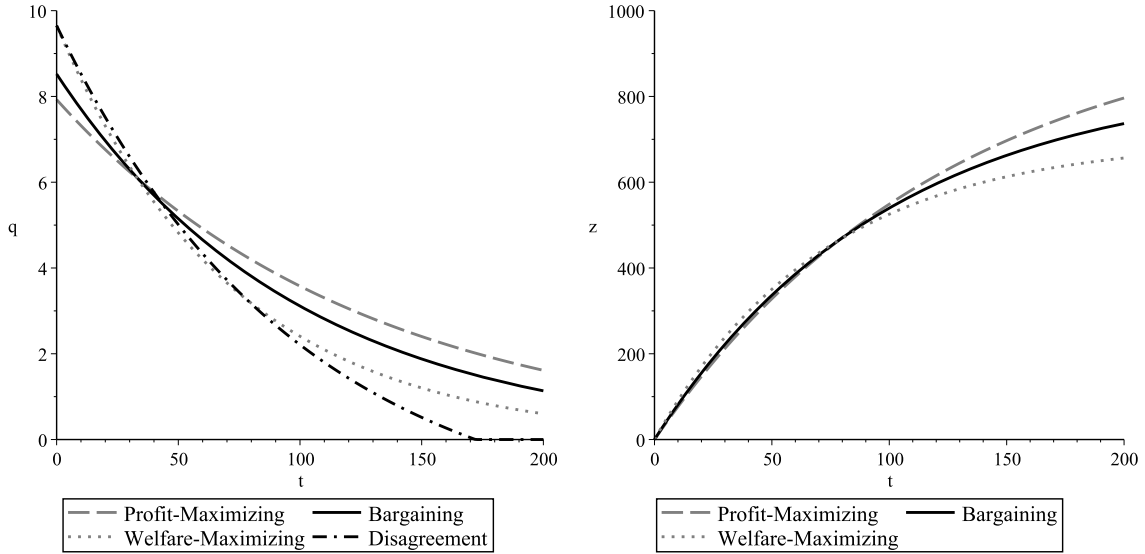 10
8
6
4
2
0
q
0 50 100 150 200
t
Profit-Maximizing Bargaining
Welfare-Maximizing Disagreement
1000
800
600
400
200
0
z
0 50 100 150 200
t
Profit-Maximizing Bargaining
Welfare-Maximizing